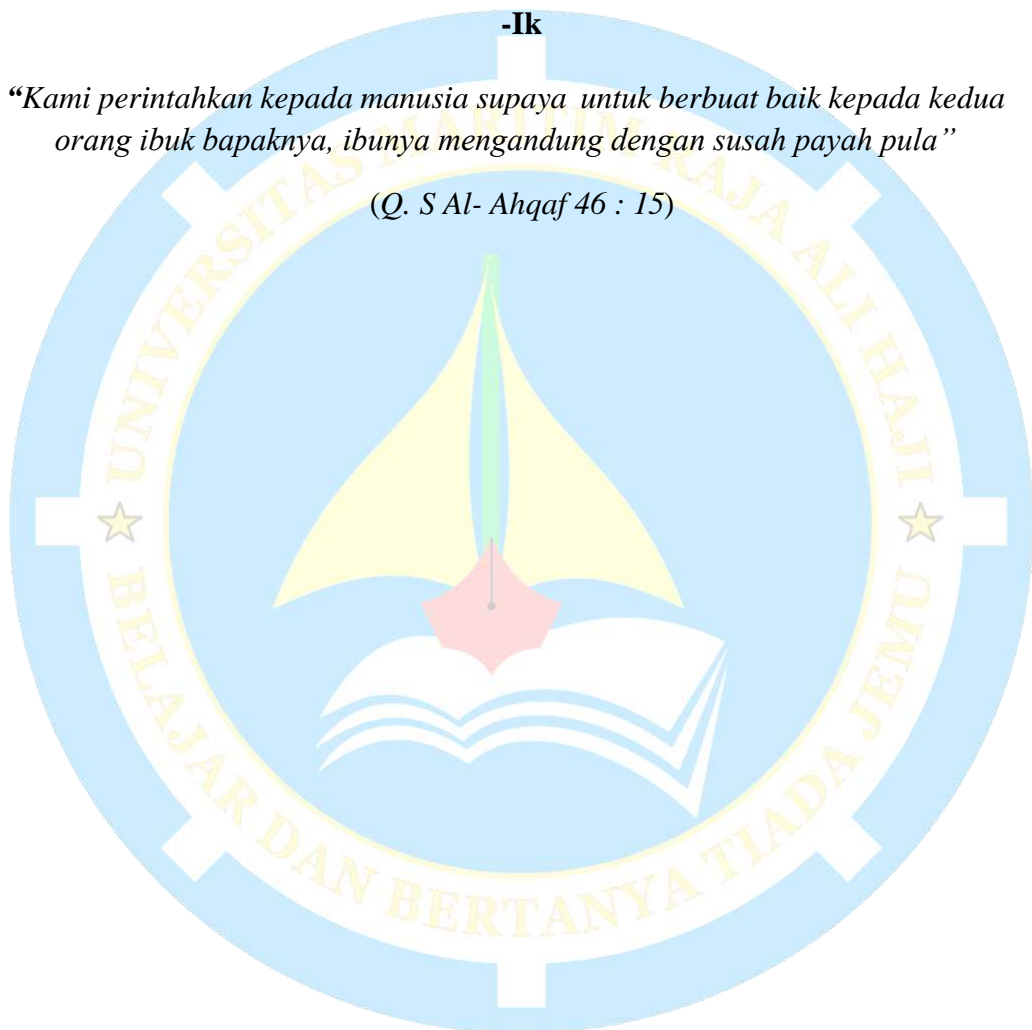 -Ik
“Kami perintahkan kepada manusia supaya untuk berbuat baik kepada kedua
orang ibuk bapaknya, ibunya mengandung dengan susah payah pula”
(Q. S Al- Ahqaf 46 : 15)
UNIVERSITAS MARITIM RAJA ALI HAJI
BELAJAR DAN BERTANYA TIADA JEMU